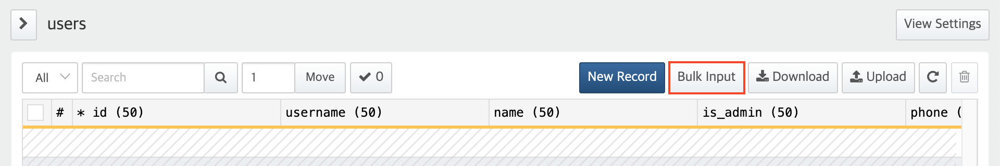 users
View Settings
All Search 1 Move 0 New Record Bulk Input Download Upload
# * id (50) username (50) name (50) is_admin (50) phone (